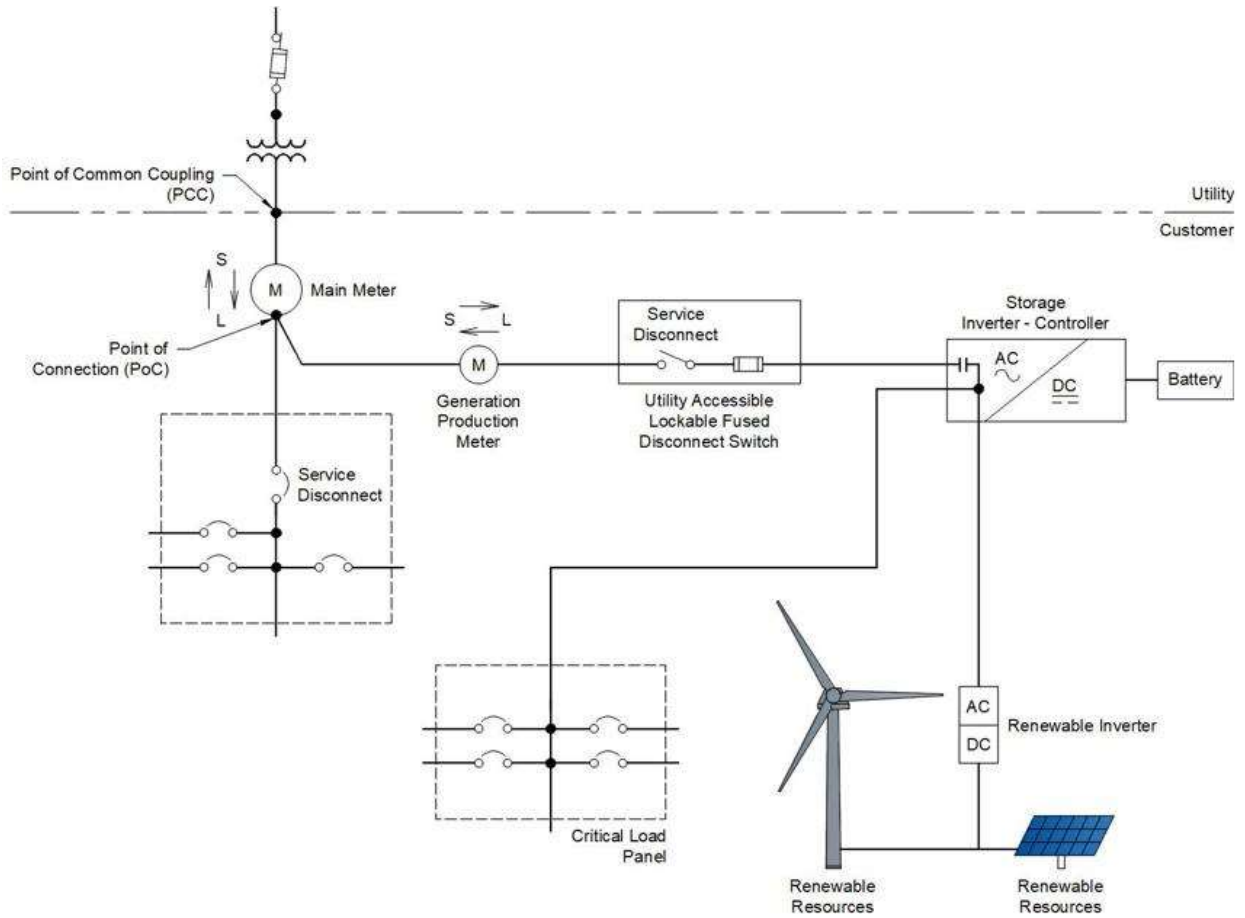 Point of Common Coupling
(PCC)
Utility
Customer
S
L
M
Main Meter
Point of
Connection (PoC)
S
L
M
Generation
Production
Meter
Service
Disconnect
Utility Accessible
Lockable Fused
Disconnect Switch
Storage
Inverter - Controller
AC
DC
Battery
Service
Disconnect
Critical Load
Panel
AC
DC
Renewable Inverter
Renewable
Resources
Renewable
Resources